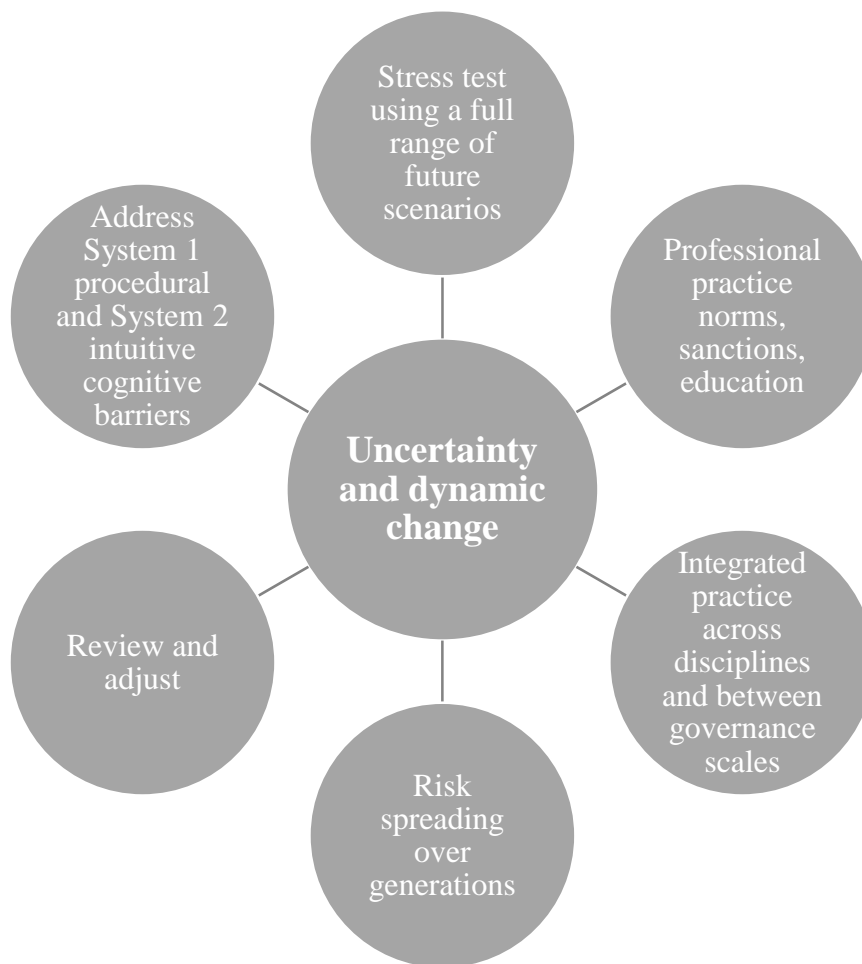 Stress test
using a full
range of
future
scenarios
Address
System 1
procedural
and System 2
intuitive
cognitive
barriers
Professional
practice
norms,
sanctions,
education
Uncertainty
and dynamic
change
Review and
adjust
Integrated
practice
across
disciplines
and between
governance
scales
Risk
spreading
over
generations